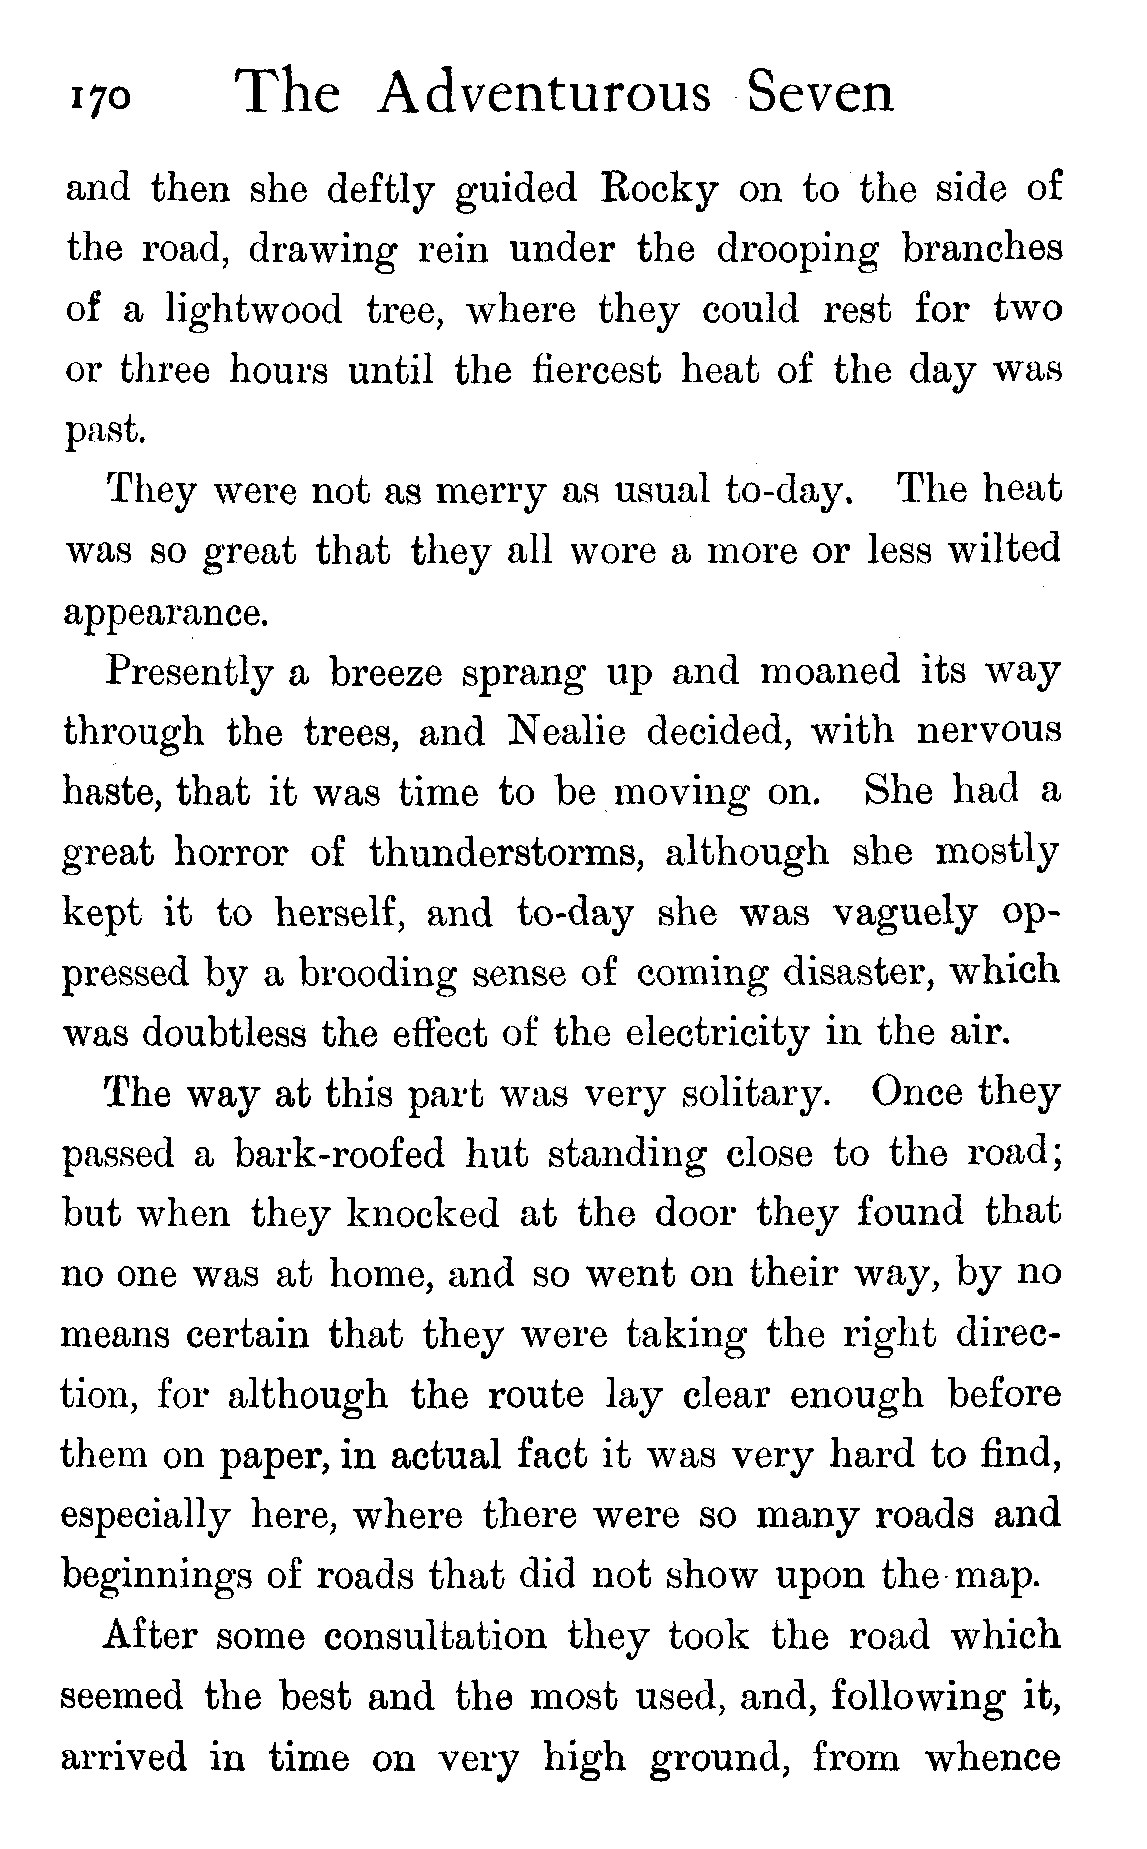 170 The Adventurous Seven
and then she deftly guided Rocky on to the side of
the road, drawing rein under the drooping branches
of a lightwood tree, where they could rest for two
or three hours until the fiercest heat of the day was
past.
They were not as merry as usual to-day. The heat
was so great that they all wore a more or less wilted
appearance.
Presently a breeze sprang up and moaned its way
through the trees, and Nealie decided, with nervous
haste, that it was time to be moving on. She had a
great horror of thunderstorms, although she mostly
kept it to herself, and to-day she was vaguely op-
pressed by a brooding sense of coming disaster, which
was doubtless the effect of the electricity in the air.
The way at this part was very solitary. Once they
passed a bark-roofed hut standing close to the road;
but when they knocked at the door they found that
no one was at home, and so went on their way, by no
means certain that they were taking the right direc-
tion, for although the route lay clear enough before
them on paper, in actual fact it was very hard to find,
especially here, where there were so many roads and
beginnings of roads that did not show upon the map.
After some consultation they took the road which
seemed the best and the most used, and, following it,
arrived in time on very high ground, from whence